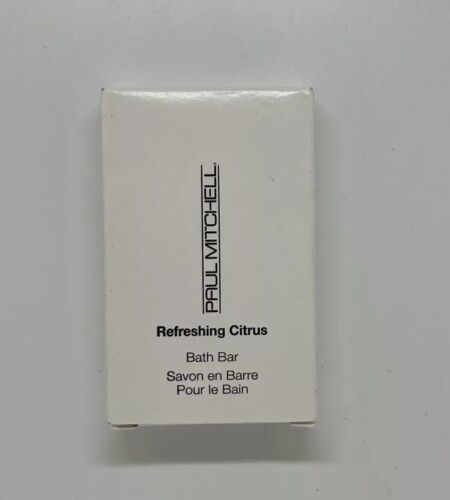 PAUL MITCHELL®
Refreshing Citrus
Bath Bar
Savon en Barre
Pour le Bain